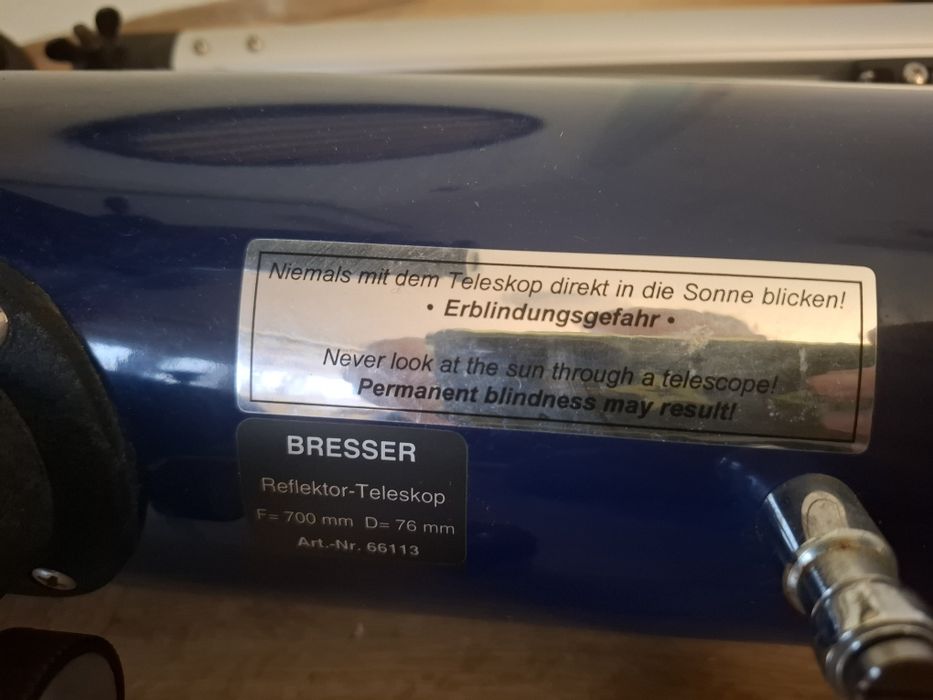 Niemals mit dem Teleskop direkt in die Sonne blicken!
• Erblindungsgefahr •
Never look at the sun through a telescope!
Permanent blindness may result!
BRESSER
Reflektor-Teleskop
F= 700 mm D= 76 mm
Art.-Nr. 66113